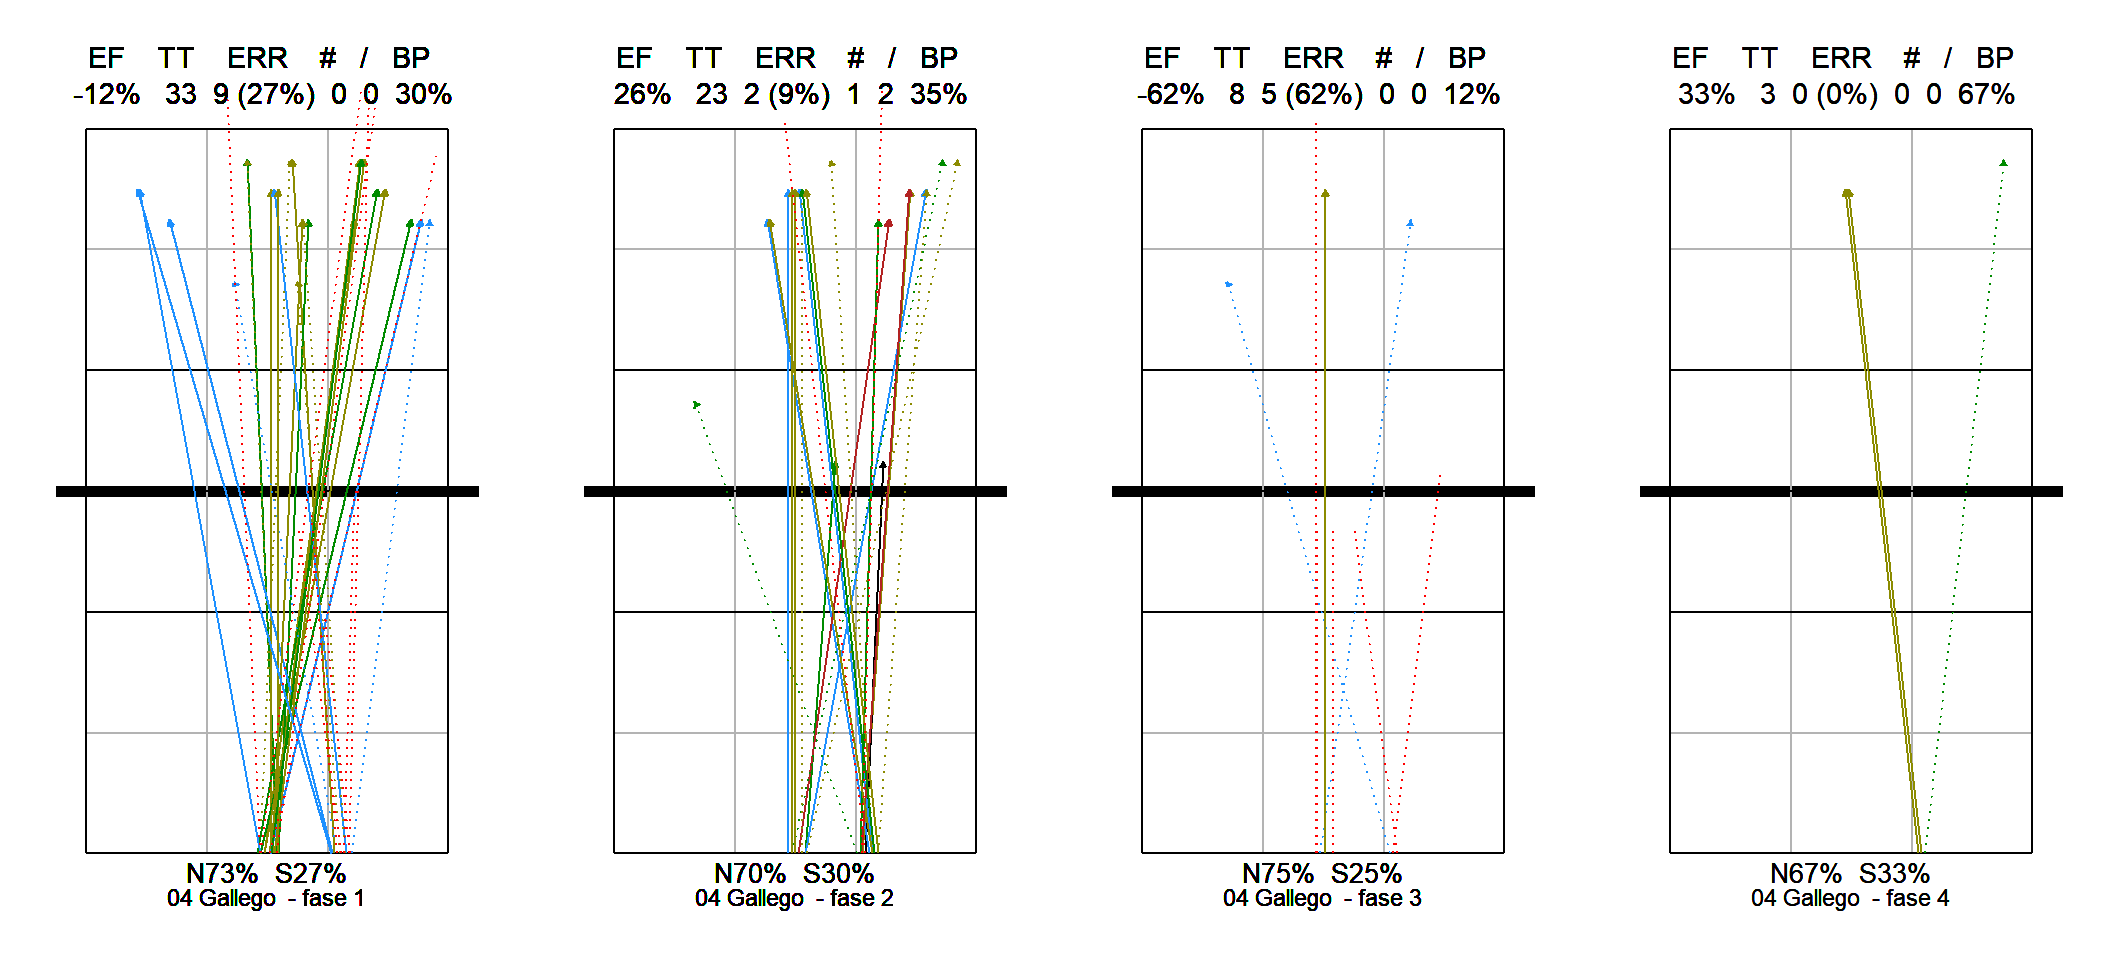 EF TT ERR # / BP
-12% 33 9 (27%) 0 0 30%
N73% S27%
04 Gallego - fase 1
EF TT ERR # / BP
26% 23 2 (9%) 1 2 35%
N70% S30%
04 Gallego - fase 2
EF TT ERR # / BP
-62% 8 5 (62%) 0 0 12%
N75% S25%
04 Gallego - fase 3
EF TT ERR # / BP
33% 3 0 (0%) 0 0 67%
N67% S33%
04 Gallego - fase 4